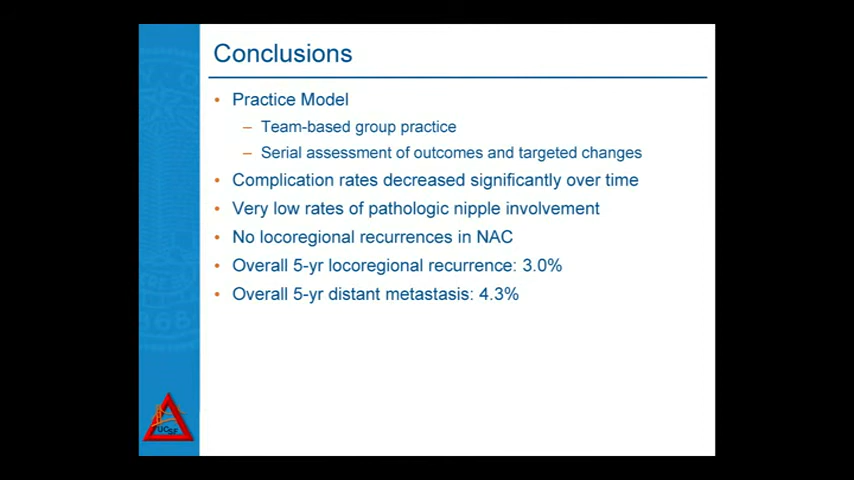 Conclusions
• Practice Model
– Team-based group practice
– Serial assessment of outcomes and targeted changes
• Complication rates decreased significantly over time
• Very low rates of pathologic nipple involvement
• No locoregional recurrences in NAC
• Overall 5-yr locoregional recurrence: 3.0%
• Overall 5-yr distant metastasis: 4.3%
UCSF